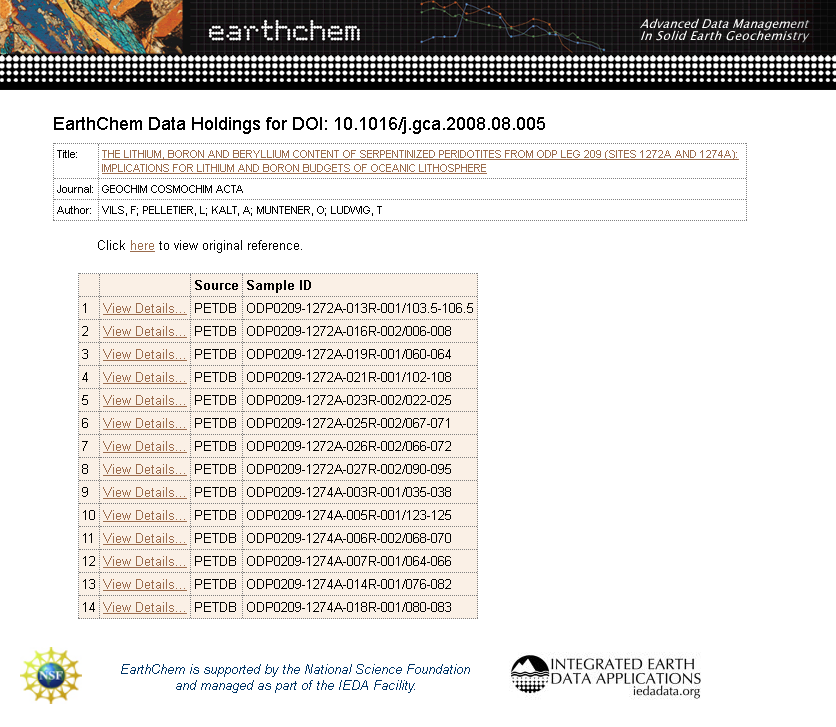 earthchem
Advanced Data Management
In Solid Earth Geochemistry
EarthChem Data Holdings for DOI: 10.1016/j.gca.2008.08.005
Title: THE LITHIUM, BORON AND BERYLLIUM CONTENT OF SERPENTINIZED PERIDOTITES FROM ODP LEG 209 (SITES 1272A AND 1274A):
IMPLICATIONS FOR LITHIUM AND BORON BUDGETS OF OCEANIC LITHOSPHERE
Journal: GEOCHIM COSMOCHIM ACTA
Author: VILS, F; PELLETIER, L; KALT, A; MUNTENER, O; LUDWIG, T
Click here to view original reference.
Source Sample ID
1 View Details... PETDB ODP0209-1272A-013R-001/103.5-106.5
2 View Details... PETDB ODP0209-1272A-016R-002/006-008
3 View Details... PETDB ODP0209-1272A-019R-001/060-064
4 View Details... PETDB ODP0209-1272A-021R-001/102-108
5 View Details... PETDB ODP0209-1272A-023R-002/022-025
6 View Details... PETDB ODP0209-1272A-025R-002/067-071
7 View Details... PETDB ODP0209-1272A-026R-002/066-072
8 View Details... PETDB ODP0209-1272A-027R-002/090-095
9 View Details... PETDB ODP0209-1274A-003R-001/035-038
10 View Details... PETDB ODP0209-1274A-005R-001/123-125
11 View Details... PETDB ODP0209-1274A-006R-002/068-070
12 View Details... PETDB ODP0209-1274A-007R-001/064-066
13 View Details... PETDB ODP0209-1274A-014R-001/076-082
14 View Details... PETDB ODP0209-1274A-018R-001/080-083
NSF
EarthChem is supported by the National Science Foundation
and managed as part of the IEDA Facility.
INTEGRATED EARTH
DATA APPLICATIONS
iedadata.org